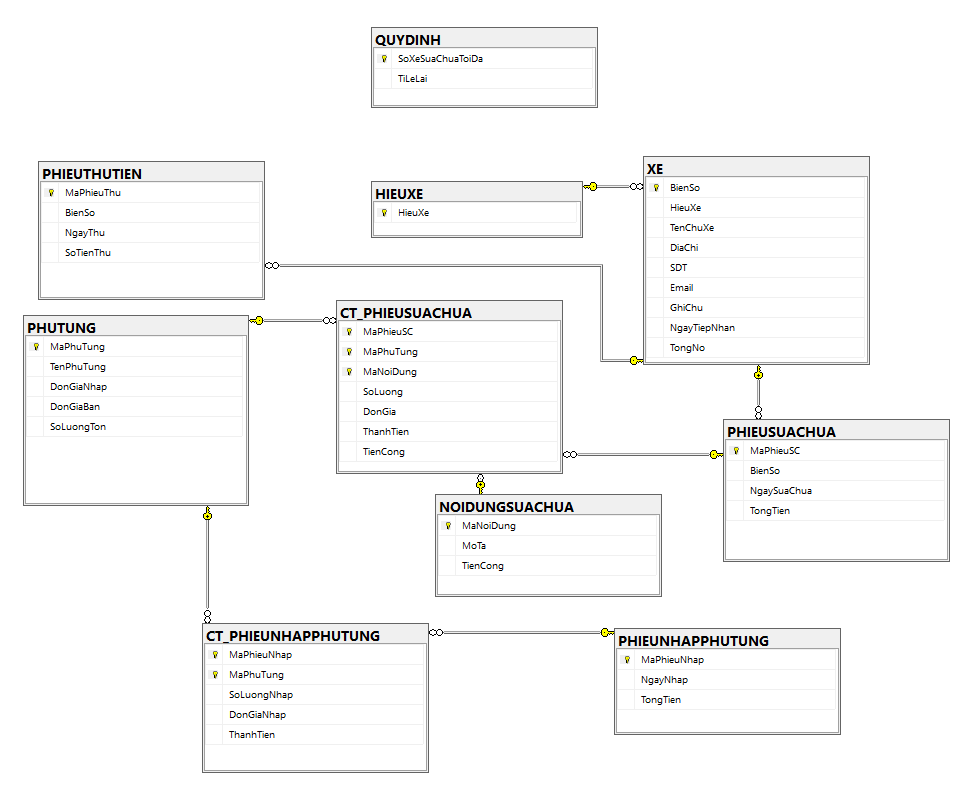 QUYDINH
SoXeSuaChuaToiDa
TiLeLai
PHIEUTHUTIEN
MaPhieuThu
BienSo
NgayThu
SoTienThu
HIEUXE
HieuXe
XE
BienSo
HieuXe
TenChuXe
DiaChi
SDT
Email
GhiChu
NgayTiepNhan
TongNo
PHUTUNG
MaPhuTung
TenPhuTung
DonGiaNhap
DonGiaBan
SoLuongTon
CT_PHIEUSUACHUA
MaPhieuSC
MaPhuTung
MaNoiDung
SoLuong
DonGia
ThanhTien
TienCong
PHIEUSUACHUA
MaPhieuSC
BienSo
NgaySuaChua
TongTien
NOIDUNGSUACHUA
MaNoiDung
MoTa
TienCong
CT_PHIEUNHAPPHUTUNG
MaPhieuNhap
MaPhuTung
SoLuongNhap
DonGiaNhap
ThanhTien
PHIEUNHAPPHUTUNG
MaPhieuNhap
NgayNhap
TongTien